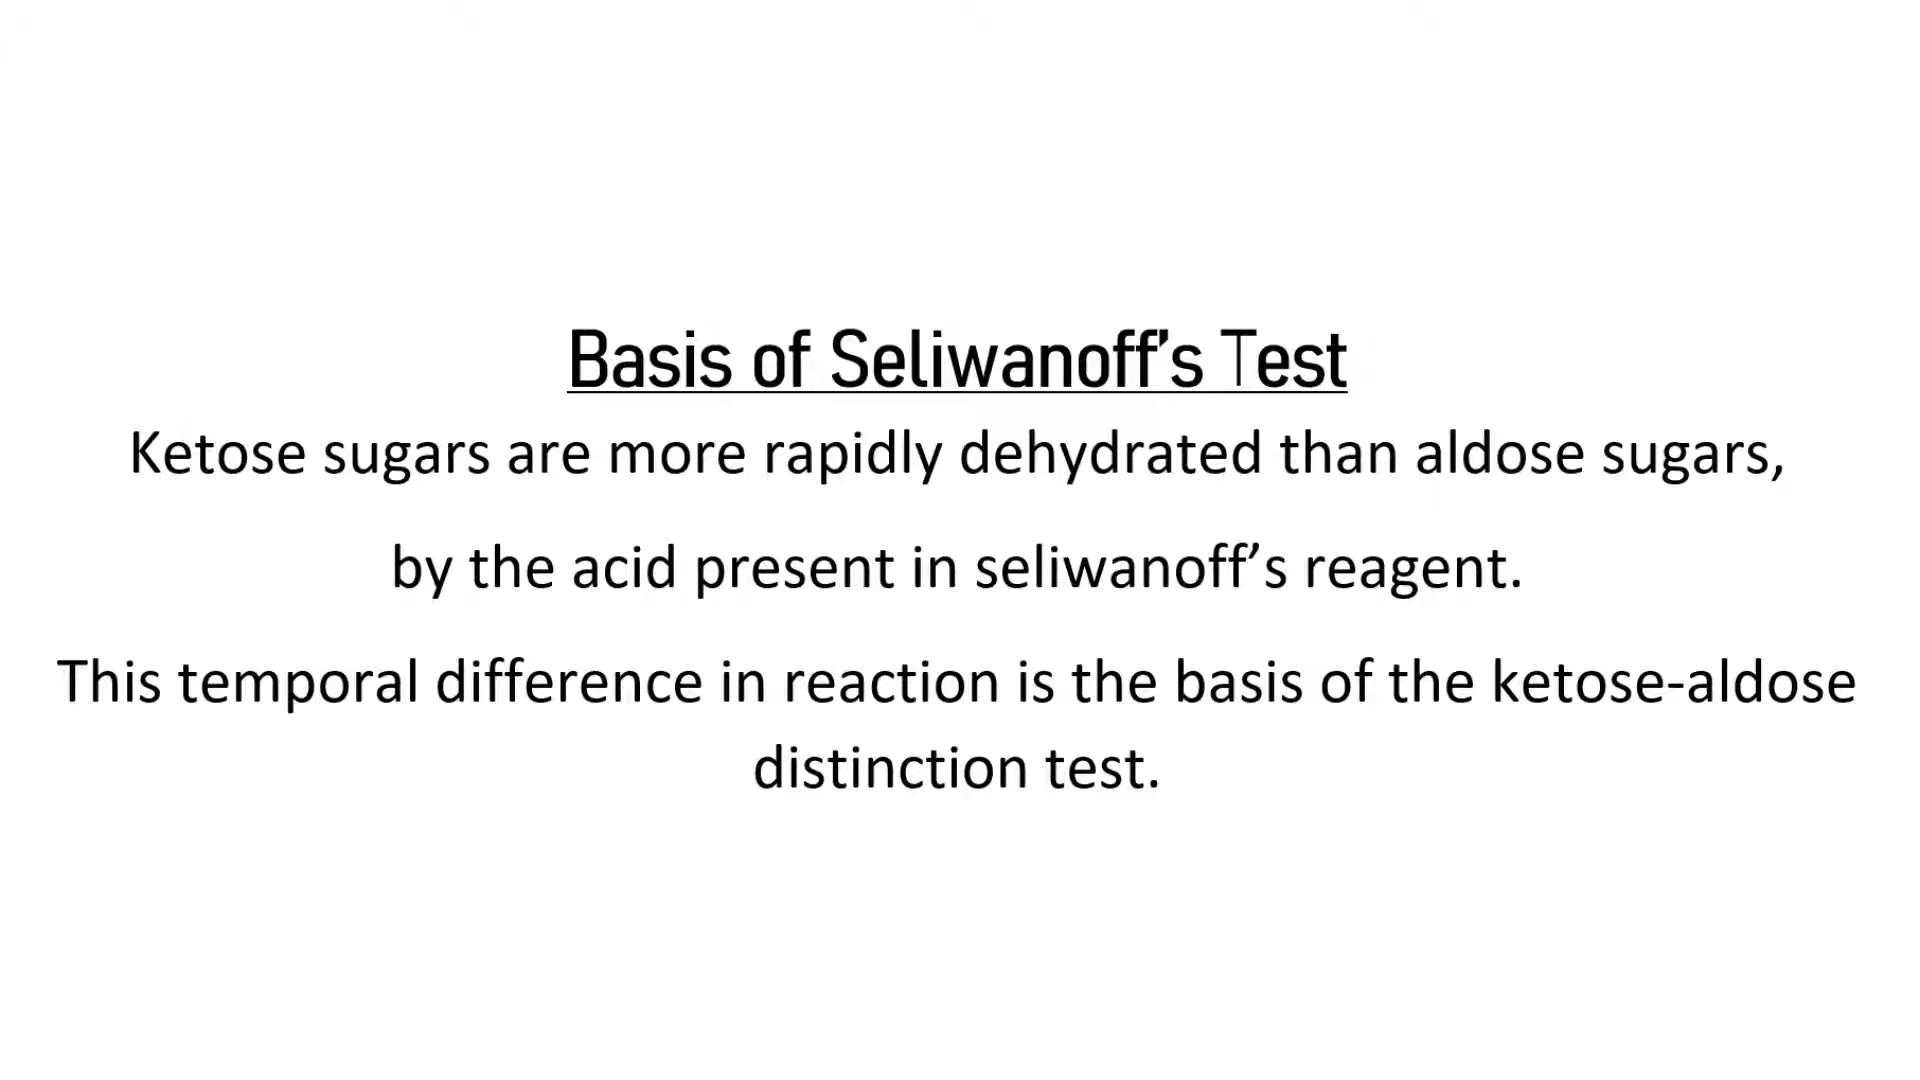 Basis of Seliwanoff’s Test
Ketose sugars are more rapidly dehydrated than aldose sugars,
by the acid present in seliwanoff’s reagent.
This temporal difference in reaction is the basis of the ketose-aldose
distinction test.